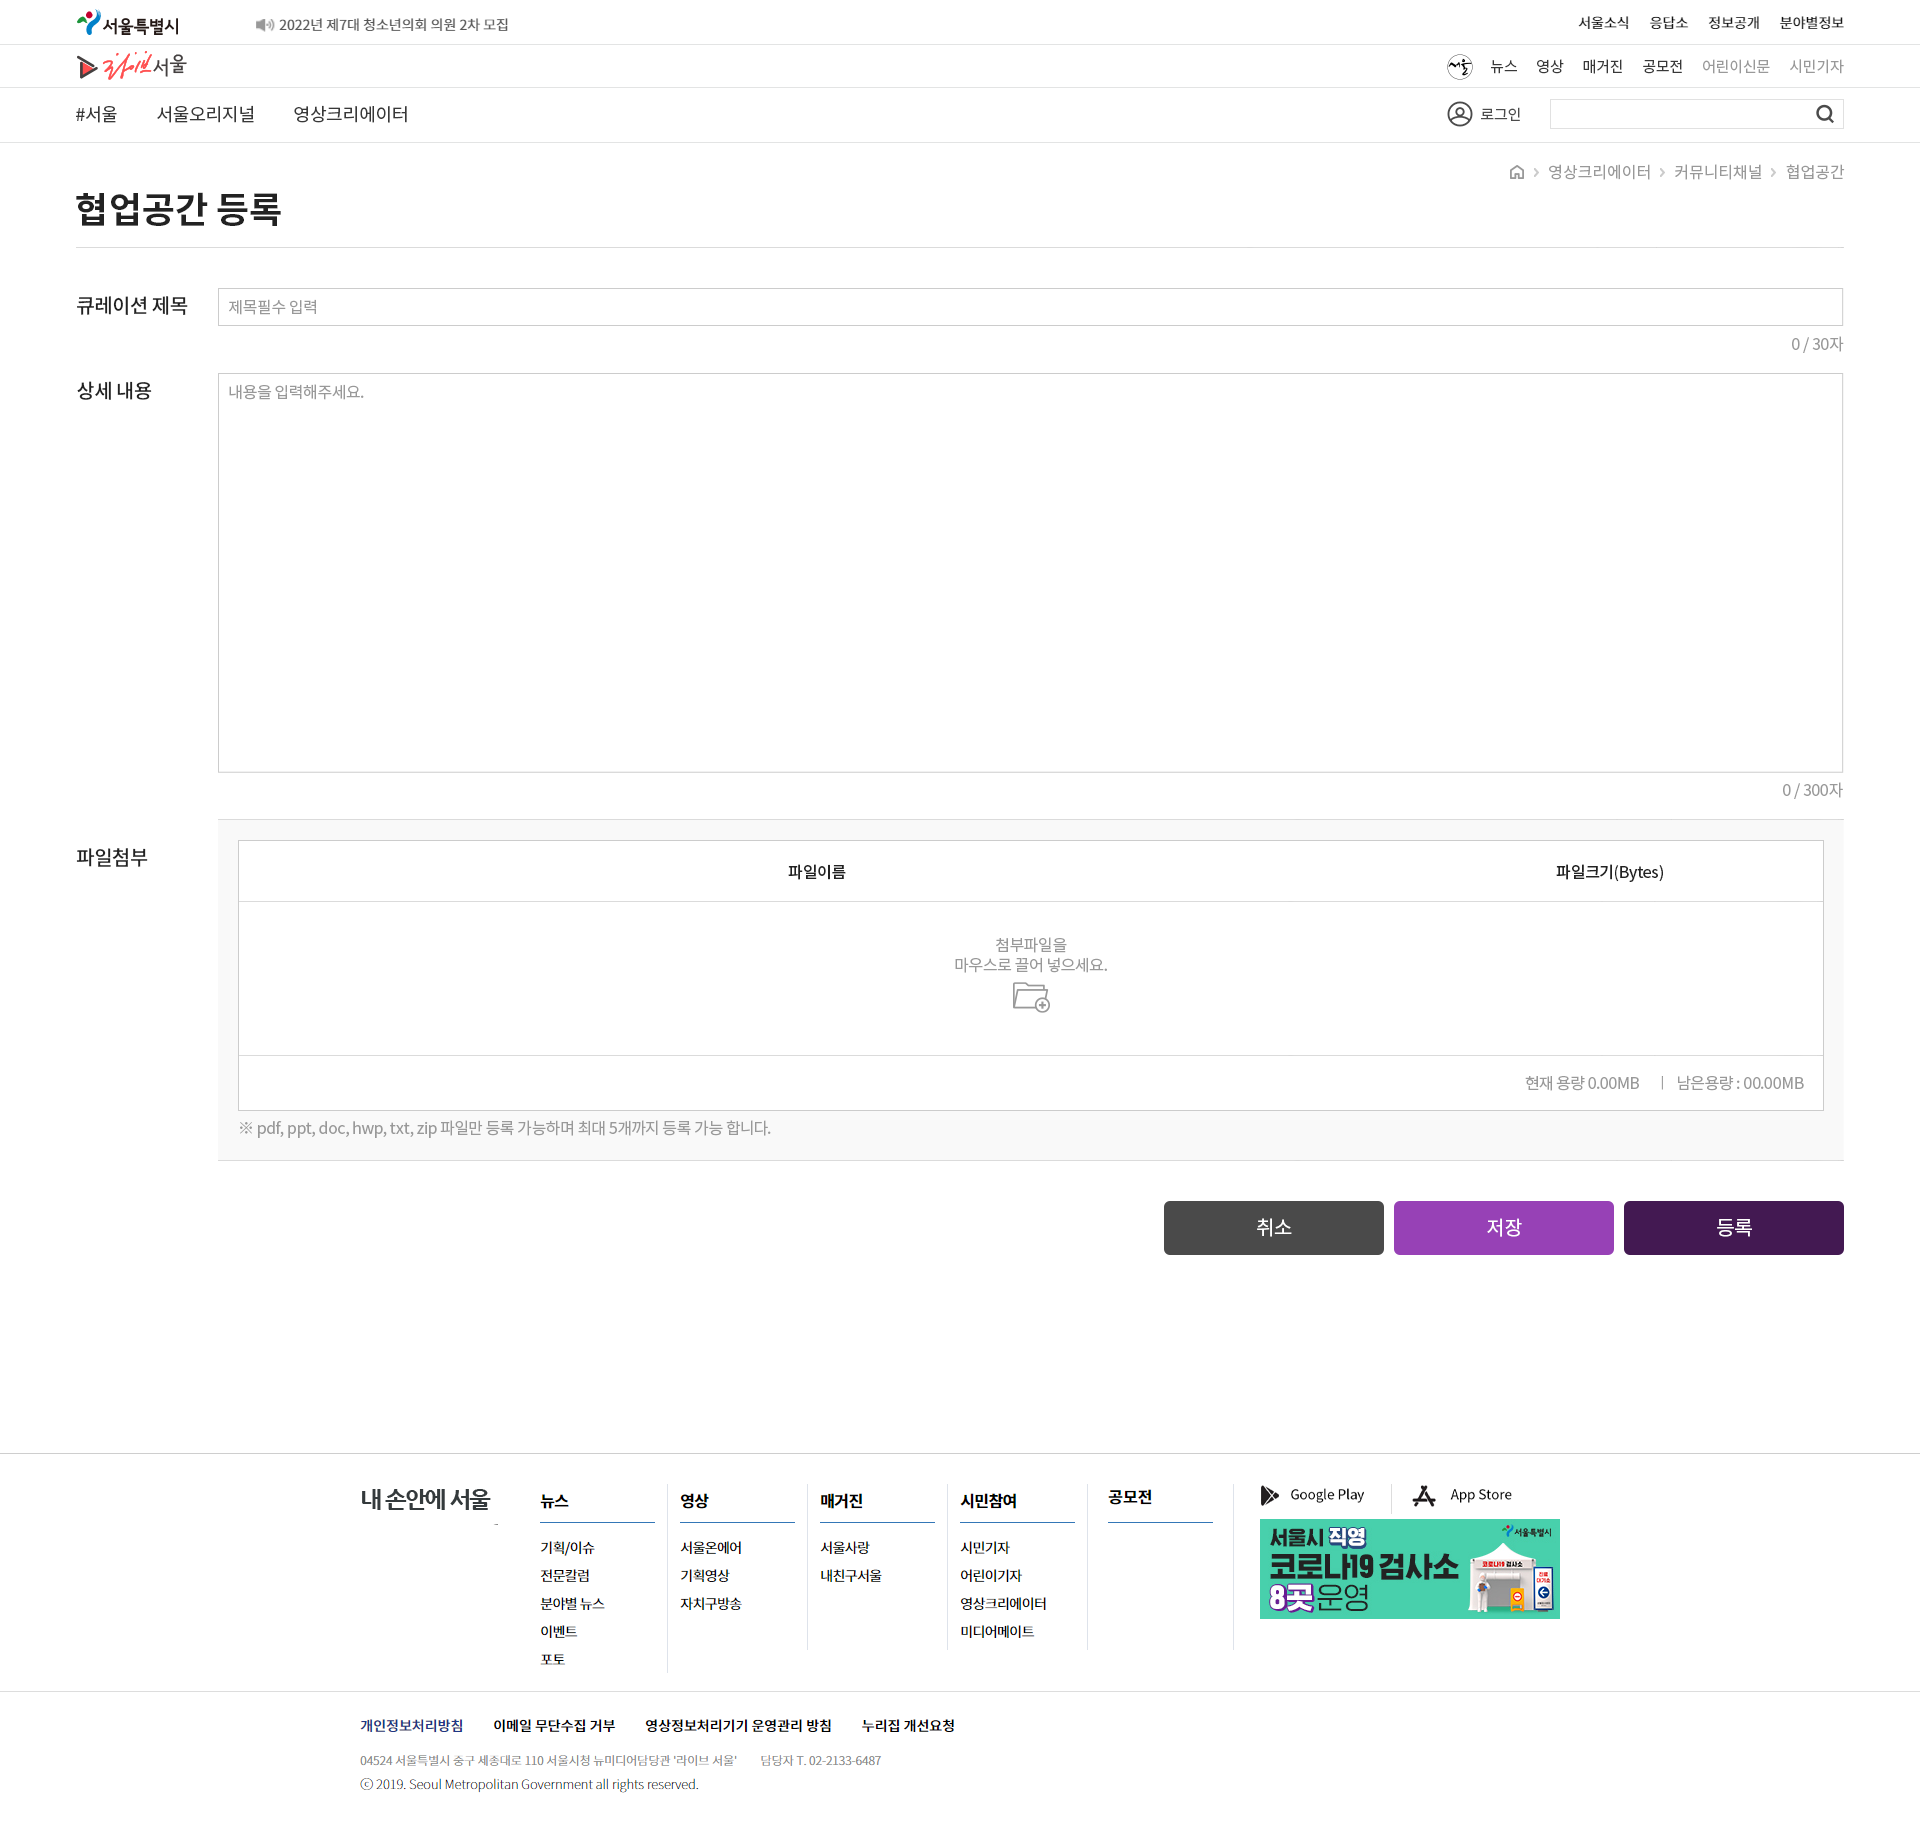 서울특별시
2022년 제7대 청소년의회 의원 2차 모집
서울소식 응답소 정보공개 분야별정보
라이브서울
서울 뉴스 영상 매거진 공모전 어린이신문 시민기자
#서울 서울오리지널 영상크리에이터
로그인
영상크리에이터 > 커뮤니티채널 > 협업공간
협업공간 등록
큐레이션 제목
제목필수 입력
0 / 30자
상세 내용
내용을 입력해주세요.
0 / 300자
파일첨부
파일이름 파일크기(Bytes)
첨부파일을
마우스로 끌어 넣으세요.
현재 용량 0.00MB | 남은용량 : 00.00MB
※ pdf, ppt, doc, hwp, txt, zip 파일만 등록 가능하며 최대 5개까지 등록 가능 합니다.
취소 저장 등록
내 손안에 서울
뉴스
기획/이슈
전문칼럼
분야별 뉴스
이벤트
포토
영상
서울온에어
기획영상
자치구방송
매거진
서울사랑
내친구서울
시민참여
시민기자
어린이기자
영상크리에이터
미디어메이트
공모전
Google Play App Store
서울시 직영
서울특별시
코로나19 검사소
8곳 운영
코로나19 검사소
개인정보처리방침 이메일 무단수집 거부 영상정보처리기기 운영관리 방침 누리집 개선요청
04524 서울특별시 중구 세종대로 110 서울시청 뉴미디어담당관 '라이브 서울' 담당자 T. 02-2133-6487
ⓒ 2019. Seoul Metropolitan Government all rights reserved.